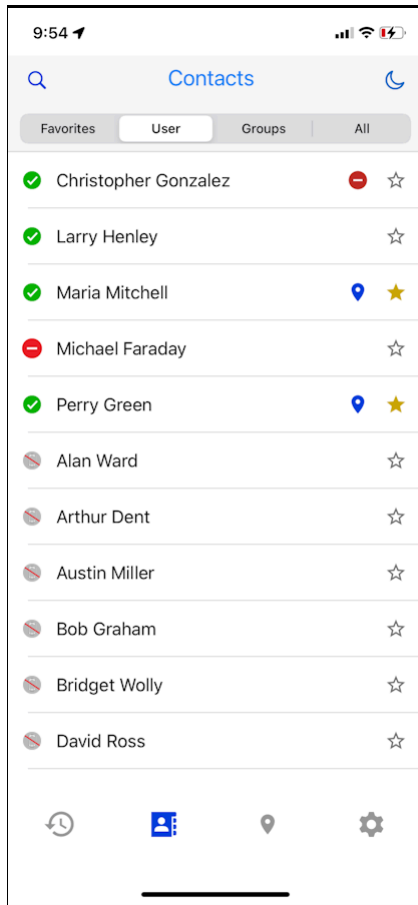 9:54
Contacts
Favorites User Groups All
Christopher Gonzalez
Larry Henley
Maria Mitchell
Michael Faraday
Perry Green
Alan Ward
Arthur Dent
Austin Miller
Bob Graham
Bridget Wolly
David Ross